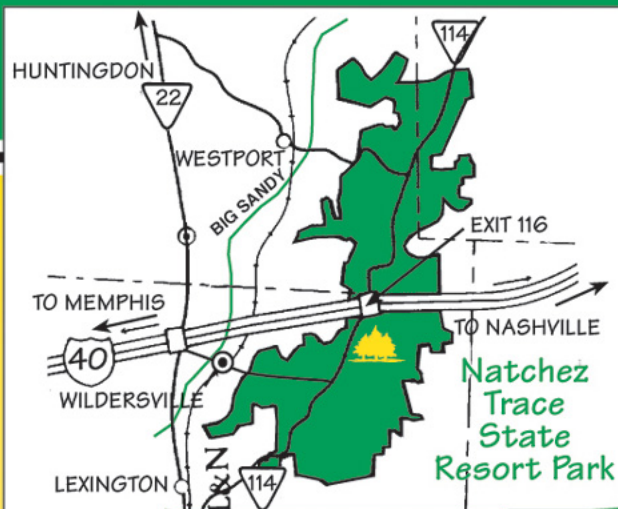 114
HUNTINGDON
22
WESTPORT
BIG SANDY
EXIT 116
TO MEMPHIS
TO NASHVILLE
40
WILDERSVILLE
Natchez
Trace
State
Resort Park
LEXINGTON
L&N
114